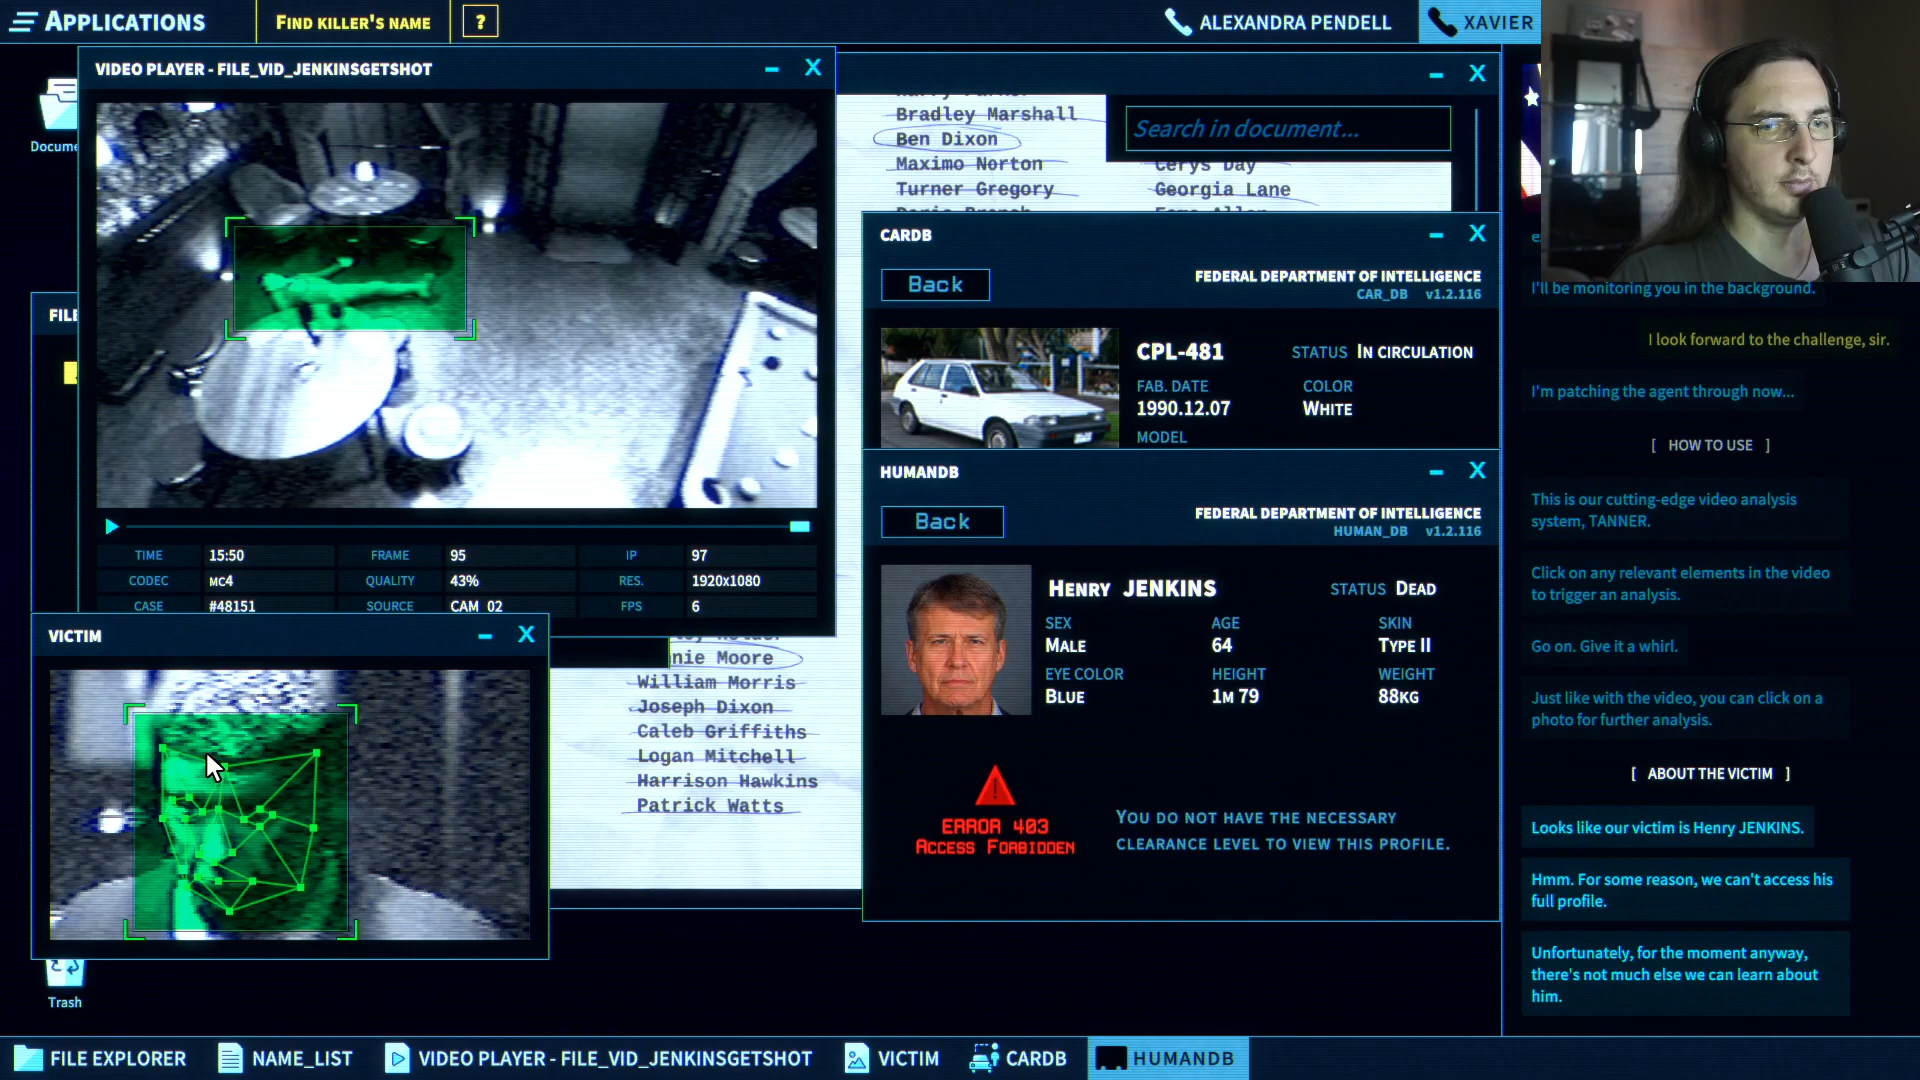 APPLICATIONS
FIND KILLER'S NAME
?
ALEXANDRA PENDELL
XAVIER
VIDEO PLAYER - FILE_VID_JENKINSGETSHOT
TIME 15:50 FRAME 95 IP 97
CODEC MC4 QUALITY 43% RES. 1920x1080
CASE #48151 SOURCE CAM_02 FPS 6
Bradley Marshall
Ben Dixon
Maximo Norton
Turner Gregory
Search in document...
Cerys Day
Georgia Lane
CARDB
Back
FEDERAL DEPARTMENT OF INTELLIGENCE
CAR_DB v1.2.116
CPL-481
STATUS IN CIRCULATION
FAB. DATE COLOR
1990.12.07 WHITE
MODEL
HUMANDB
Back
FEDERAL DEPARTMENT OF INTELLIGENCE
HUMAN_DB v1.2.116
HENRY JENKINS
STATUS DEAD
SEX AGE SKIN
MALE 64 TYPE II
EYE COLOR HEIGHT WEIGHT
BLUE 1M 79 88KG
ERROR 403
ACCESS FORBIDDEN
YOU DO NOT HAVE THE NECESSARY
CLEARANCE LEVEL TO VIEW THIS PROFILE.
VICTIM
nie Moore
William Morris
Joseph Dixon
Caleb Griffiths
Logan Mitchell
Harrison Hawkins
Patrick Watts
I'll be monitoring you in the background.
I look forward to the challenge, sir.
I'm patching the agent through now...
[ HOW TO USE ]
This is our cutting-edge video analysis
system, TANNER.
Click on any relevant elements in the video
to trigger an analysis.
Go on. Give it a whirl.
Just like with the video, you can click on a
photo for further analysis.
[ ABOUT THE VICTIM ]
Looks like our victim is Henry JENKINS.
Hmm. For some reason, we can't access his
full profile.
Unfortunately, for the moment anyway,
there's not much else we can learn about
him.
Docume
FILE
Trash
FILE EXPLORER
NAME_LIST
VIDEO PLAYER - FILE_VID_JENKINSGETSHOT
VICTIM
CARDB
HUMANDB